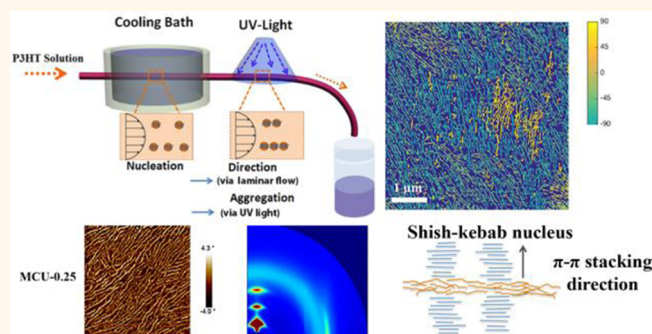 Cooling Bath
UV-Light
P3HT Solution
Nucleation
Direction
(via laminar flow)
Aggregation
(via UV light)
90
45
0
-45
-90
1 µm
MCU-0.25
4.3 °
-4.0 °
Shish-kebab nucleus
π-π stacking
direction